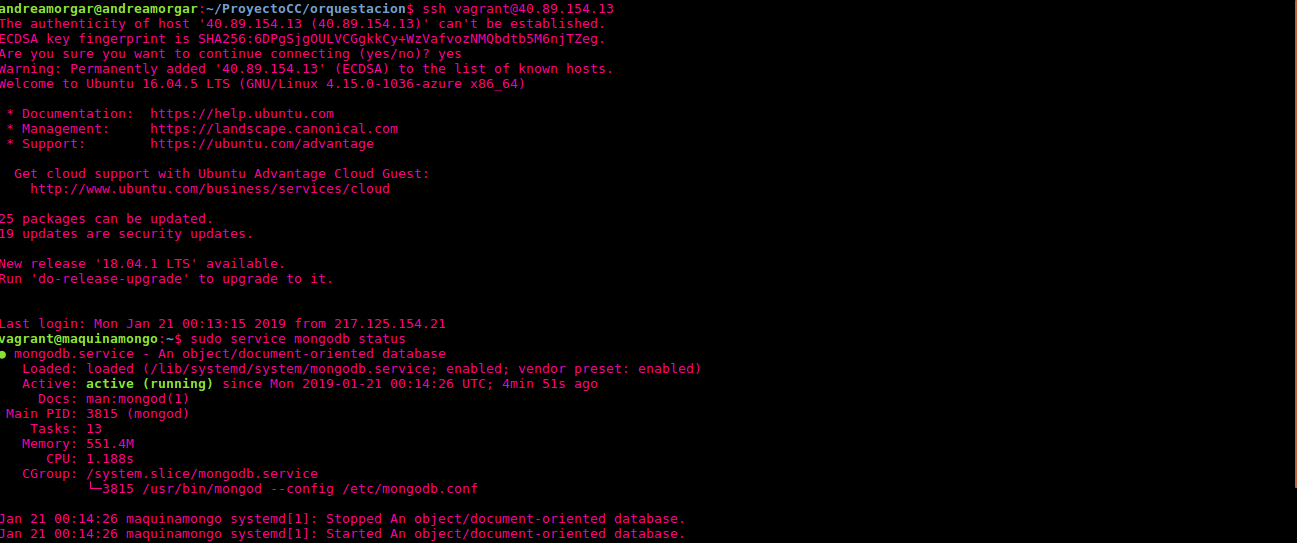 andreamorgar@andreamorgar:~/ProyectoCC/orquestacion$ ssh vagrant@40.89.154.13
The authenticity of host '40.89.154.13 (40.89.154.13)' can't be established.
ECDSA key fingerprint is SHA256:6DPgSjgOULVCGgkkCy+WzVafvozNMQbdtb5M6njTZeg.
Are you sure you want to continue connecting (yes/no)? yes
Warning: Permanently added '40.89.154.13' (ECDSA) to the list of known hosts.
Welcome to Ubuntu 16.04.5 LTS (GNU/Linux 4.15.0-1036-azure x86_64)

 * Documentation:  https://help.ubuntu.com
 * Management:     https://landscape.canonical.com
 * Support:        https://ubuntu.com/advantage

  Get cloud support with Ubuntu Advantage Cloud Guest:
    http://www.ubuntu.com/business/services/cloud

25 packages can be updated.
19 updates are security updates.

New release '18.04.1 LTS' available.
Run 'do-release-upgrade' to upgrade to it.

Last login: Mon Jan 21 00:13:15 2019 from 217.125.154.21
vagrant@maquinamongo:~$ sudo service mongodb status
● mongodb.service - An object/document-oriented database
   Loaded: loaded (/lib/systemd/system/mongodb.service; enabled; vendor preset: enabled)
   Active: active (running) since Mon 2019-01-21 00:14:26 UTC; 4min 51s ago
     Docs: man:mongod(1)
 Main PID: 3815 (mongod)
    Tasks: 13
   Memory: 551.4M
      CPU: 1.188s
   CGroup: /system.slice/mongodb.service
           └─3815 /usr/bin/mongod --config /etc/mongodb.conf

Jan 21 00:14:26 maquinamongo systemd[1]: Stopped An object/document-oriented database.
Jan 21 00:14:26 maquinamongo systemd[1]: Started An object/document-oriented database.